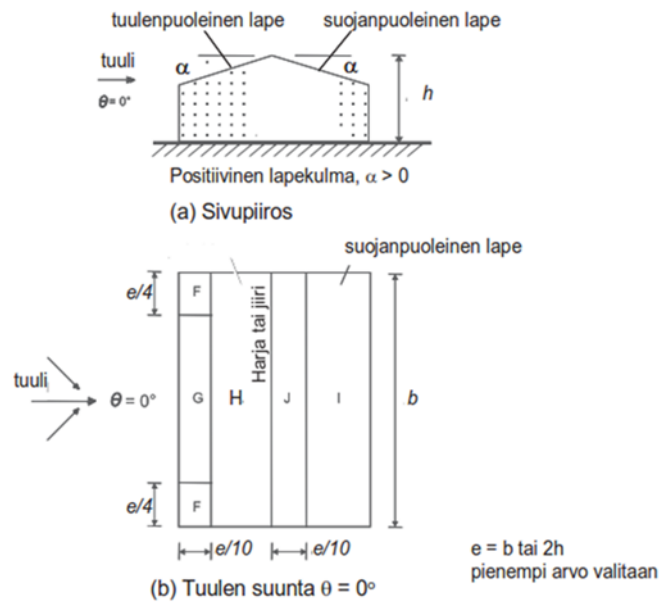 tuulenpuoleinen lape
suojanpuoleinen lape
tuuli
θ= 0°
α
α
h
Positiivinen lapekulma, α > 0
(a) Sivupiiros
suojanpuoleinen lape
e/4
F
Harja tai jiiri
tuuli
θ = 0°
G
H
J
I
b
e/4
F
e/10
e/10
e = b tai 2h
pienempi arvo valitaan
(b) Tuulen suunta θ = 0°